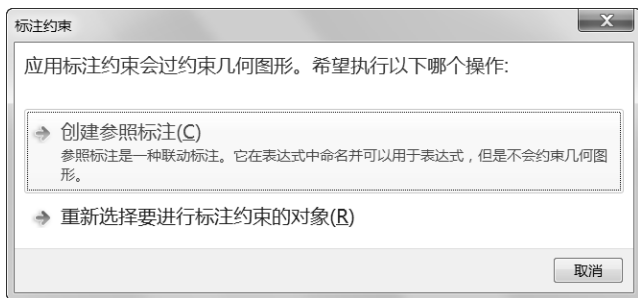 标注约束
应用标注约束会过约束几何图形。希望执行以下哪个操作:
创建参照标注(C)
参照标注是一种联动标注。它在表达式中命名并可以用于表达式，但是不会约束几何图
形。
重新选择要进行标注约束的对象(R)
取消